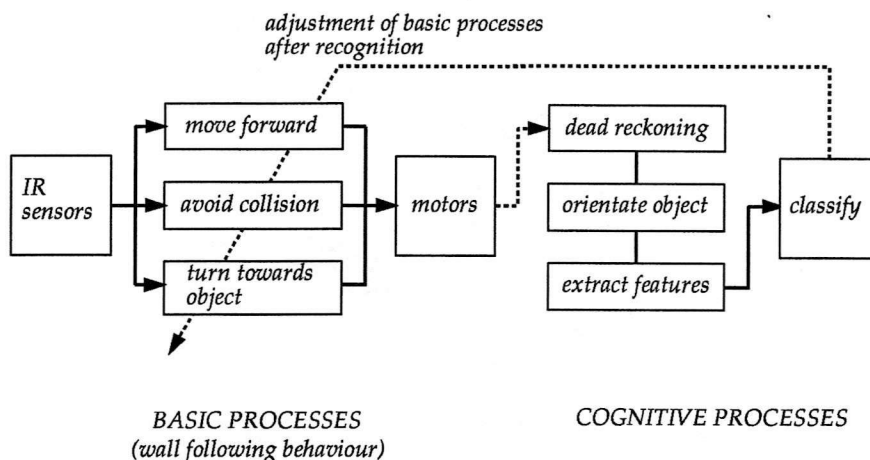 adjustment of basic processes
after recognition
move forward
dead reckoning
IR
sensors
avoid collision
motors
orientate object
classify
turn towards
object
extract features
BASIC PROCESSES
(wall following behaviour)
COGNITIVE PROCESSES